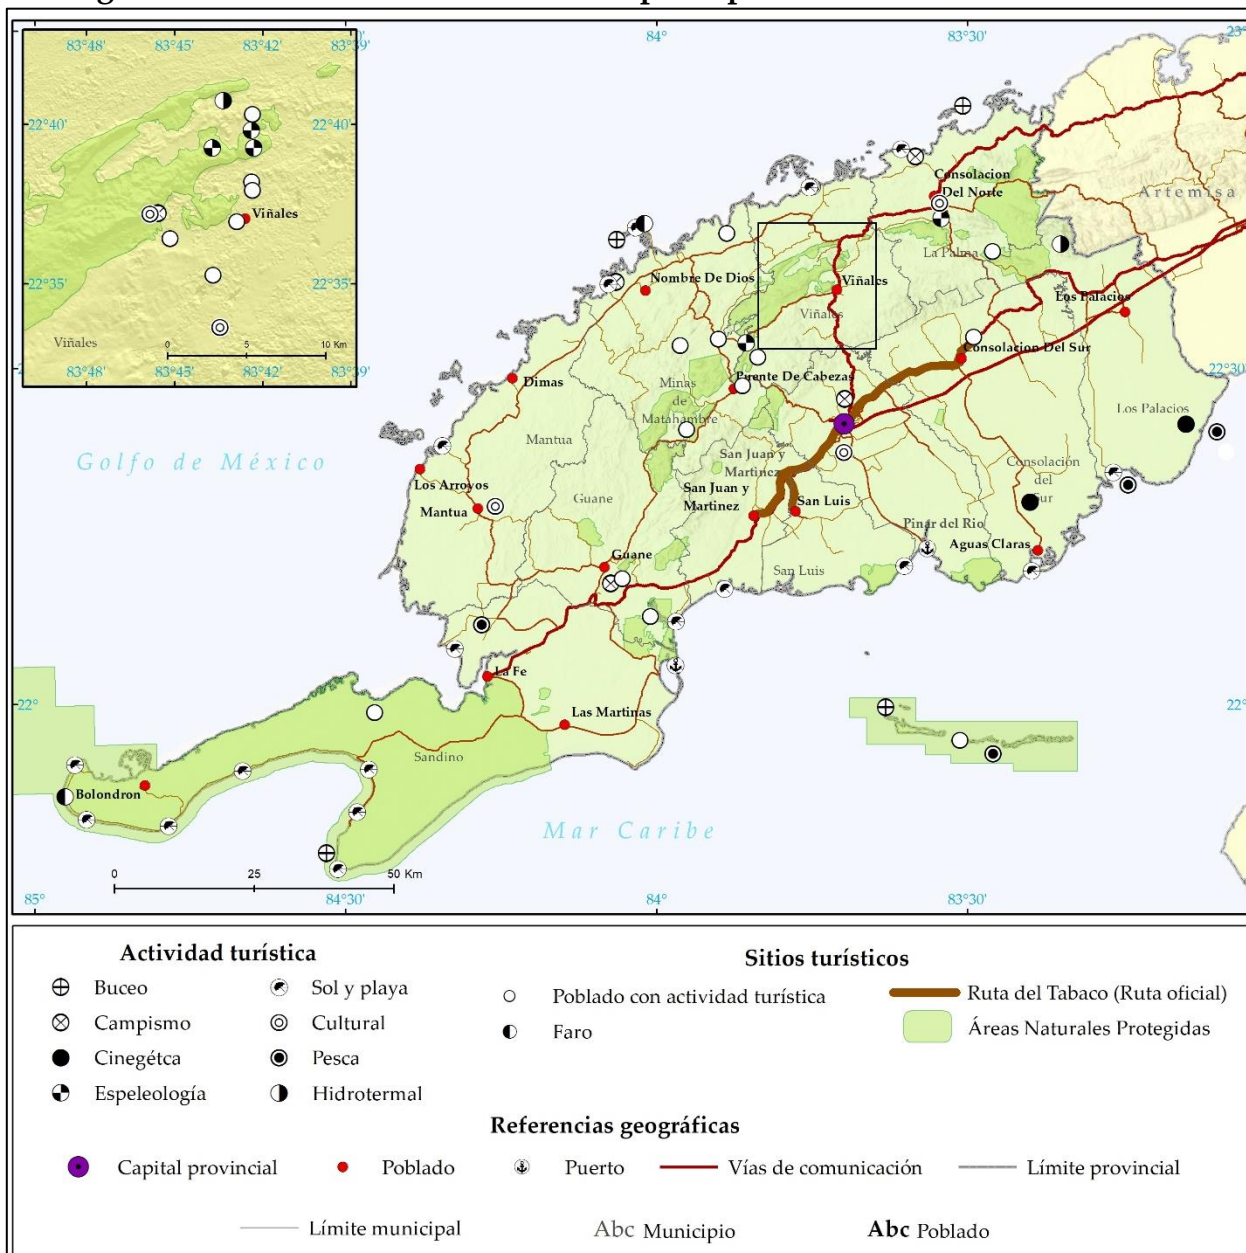 83°48'
83°45'
83°42'
83°39'
84°
83°30'
22°40'
22°40'
Viñales
22°35'
22°35'
Viñales
0
5
10 Km
83°48'
83°45'
83°42'
83°39'
Consolacion
Del Norte
Artemisa
La Palma
Nombre De Dios
Viñales
Viñales
Los Palacios
Consolacion Del Sur
22°30'
Dimas
Puente De Cabezas
Minas
de
Matahambre
Los Palacios
Mantua
Golfo de México
San Juan y
Martinez
Consolación
del
Sur
Los Arroyos
San Juan y
Martinez
Guane
San Luis
Mantua
Pinar del Rio
Aguas Claras
Guane
San Luis
La Fe
22°
22°
Las Martinas
Sandino
Bolondron
Mar Caribe
0
25
50 Km
85°
84°30'
84°
83°30'
Actividad turística
Sitios turísticos
Buceo
Sol y playa
Poblado con actividad turística
Ruta del Tabaco (Ruta oficial)
Campismo
Cultural
Faro
Áreas Naturales Protegidas
Cinegétca
Pesca
Espeleología
Hidrotermal
Referencias geográficas
Capital provincial
Poblado
Puerto
Vías de comunicación
Límite provincial
Límite municipal
Abc Municipio
Abc Poblado